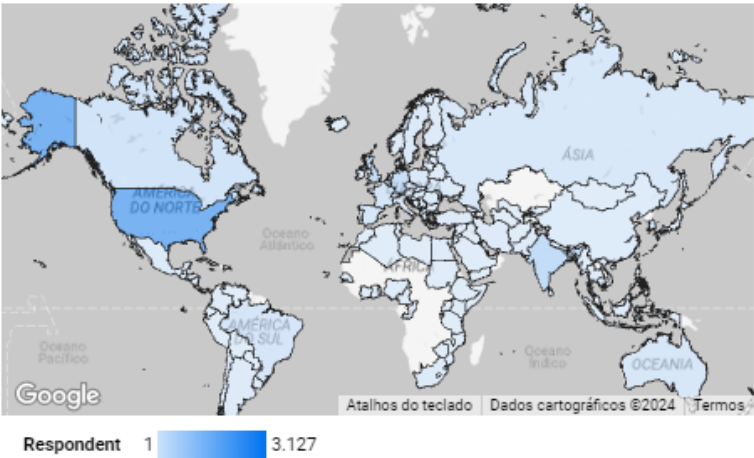 ÁSIA
AMÉRICA
DO NORTE
Oceano
Atlântico
ÁFRICA
AMÉRICA
DO SUL
Oceano
Pacífico
Oceano
Índico
OCEANIA
Google
Atalhos do teclado
Dados cartográficos ©2024
Termos
Respondent 1 3.127